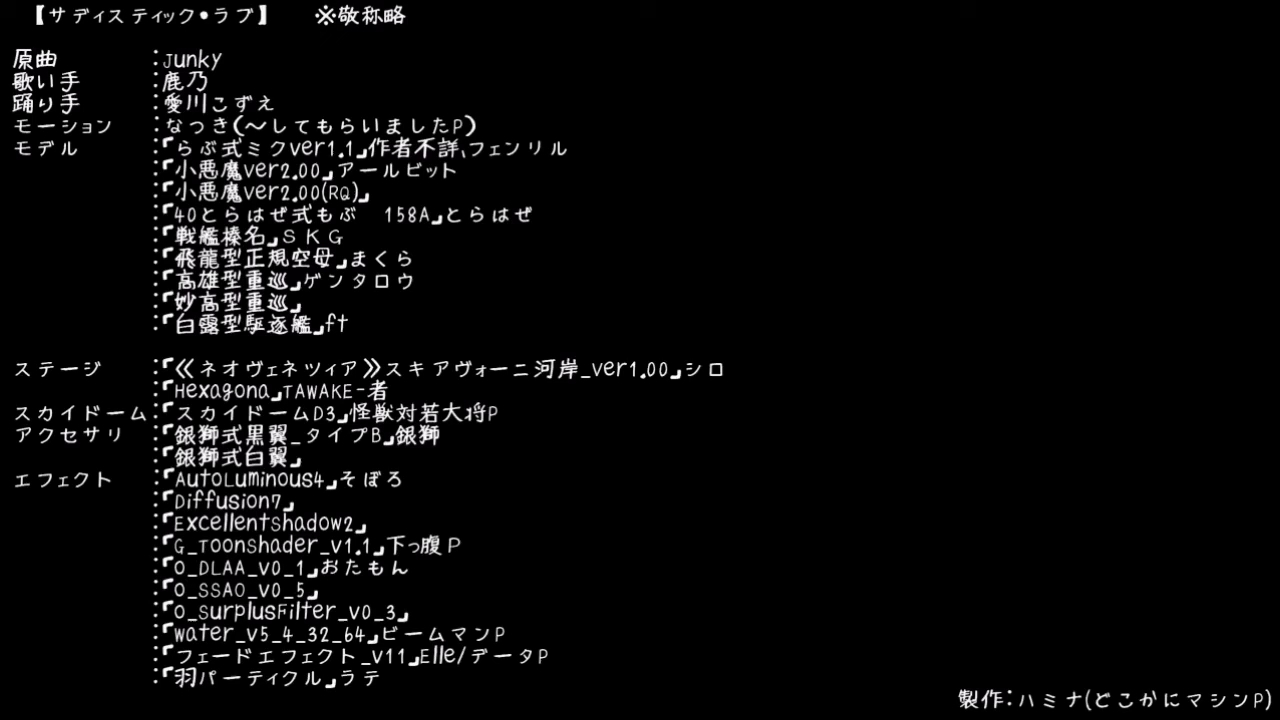 【サディスティック・ラブ】　※敬称略
原曲　：Junky
歌い手　：鹿乃
踊り手　：愛川こずえ
モーション　：なつき(～してもらいましたP)
モデル　：「らぶ式ミクver1.1」作者不詳、フェンリル
：「小悪魔ver2.00」アールビット
：「小悪魔ver2.00(RQ)」
：「40とらはぜ式もぶ　158A」とらはぜ
：「戦艦榛名」ＳＫＧ
：「飛龍型正規空母」まくら
：「高雄型重巡」ゲンタロウ
：「妙高型重巡」
：「白露型駆逐艦」ft
ステージ　：「《ネオヴェネツィア》スキアヴォーニ河岸_ver1.00」シロ
：「Hexagona」TAWAKE-者
スカイドーム：「スカイドームD3」怪獣対若大将P
アクセサリ　：「銀獅式黒翼_タイプB」銀獅
：「銀獅式白翼」
エフェクト　：「AutoLuminous4」そぼろ
：「Diffusion7」
：「ExcellentShadow2」
：「G_ToonShader_v1.1」下っ腹Ｐ
：「o_DLAA_v0_1」おたもん
：「o_SSAO_v0_5」
：「o_SurplusFilter_v0_3」
：「water_v5_4_32_64」ビームマンP
：「フェードエフェクト_v11」Elle/データP
：「羽パーティクル」ラテ
製作：ハミナ(どこかにマシンP)